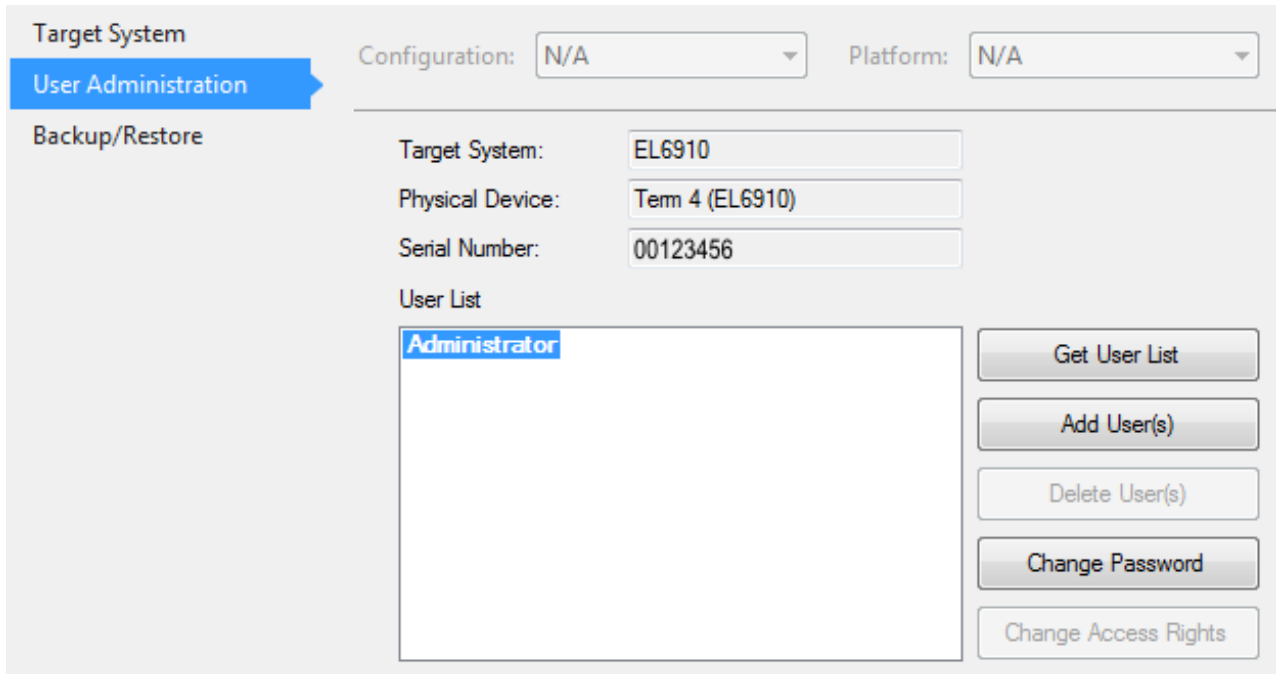 Target System
User Administration
Backup/Restore
Configuration: N/A Platform: N/A
Target System: EL6910
Physical Device: Term 4 (EL6910)
Serial Number: 00123456
User List
Administrator
Get User List
Add User(s)
Delete User(s)
Change Password
Change Access Rights